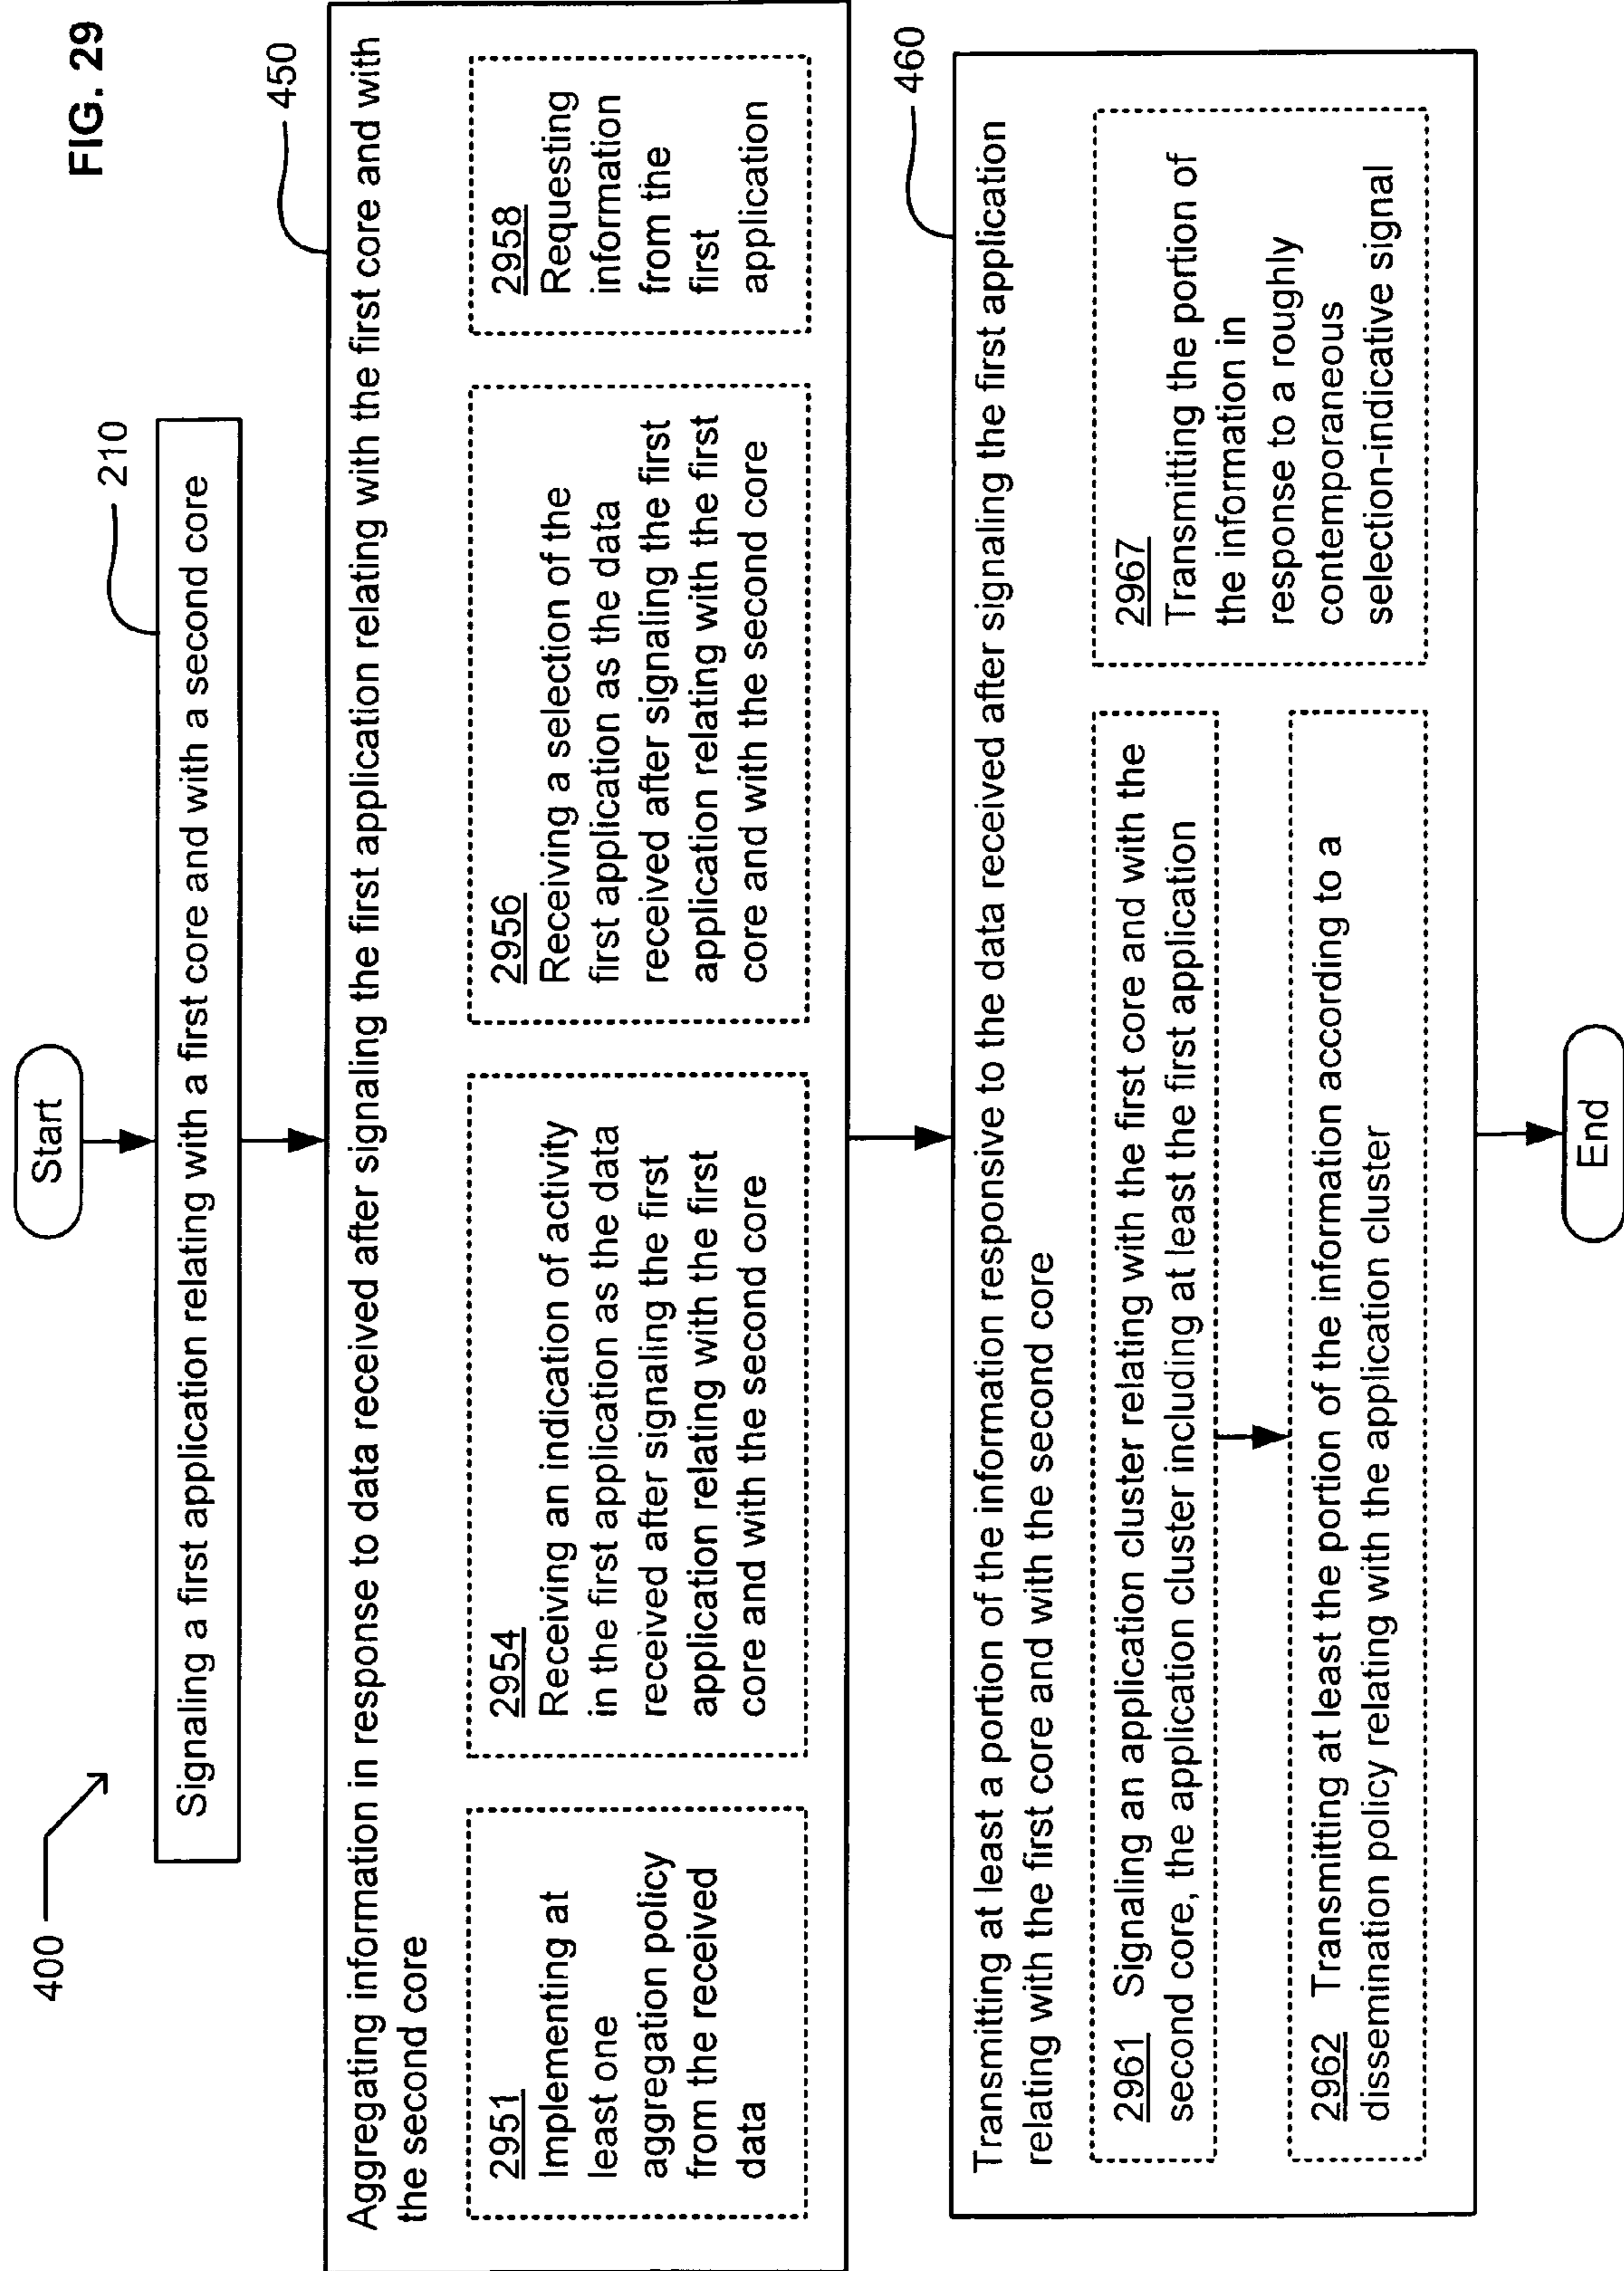 FIG. 29
400
Start
210
Signaling a first application relating with a first core and with a second core
450
Aggregating information in response to data received after signaling the first application relating with the first core and with
the second core
2951
Implementing at
least one
aggregation policy
from the received
data
2954
Receiving an indication of activity
in the first application as the data
received after signaling the first
application relating with the first
core and with the second core
2956
Receiving a selection of the
first application as the data
received after signaling the first
application relating with the first
core and with the second core
2958
Requesting
information
from the
first
application
460
Transmitting at least a portion of the information responsive to the data received after signaling the first application
relating with the first core and with the second core
2961 Signaling an application cluster relating with the first core and with the
second core, the application cluster including at least the first application
2962 Transmitting at least the portion of the information according to a
dissemination policy relating with the application cluster
2967
Transmitting the portion of
the information in
response to a roughly
contemporaneous
selection-indicative signal
End